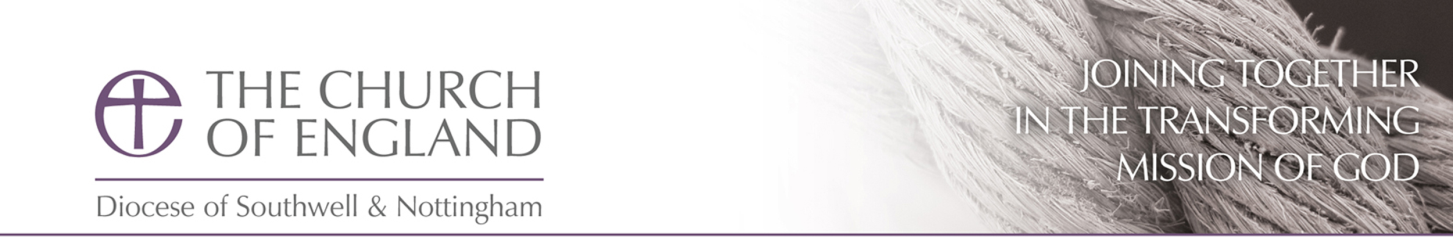 THE CHURCH
OF ENGLAND
Diocese of Southwell & Nottingham
JOINING TOGETHER
IN THE TRANSFORMING
MISSION OF GOD